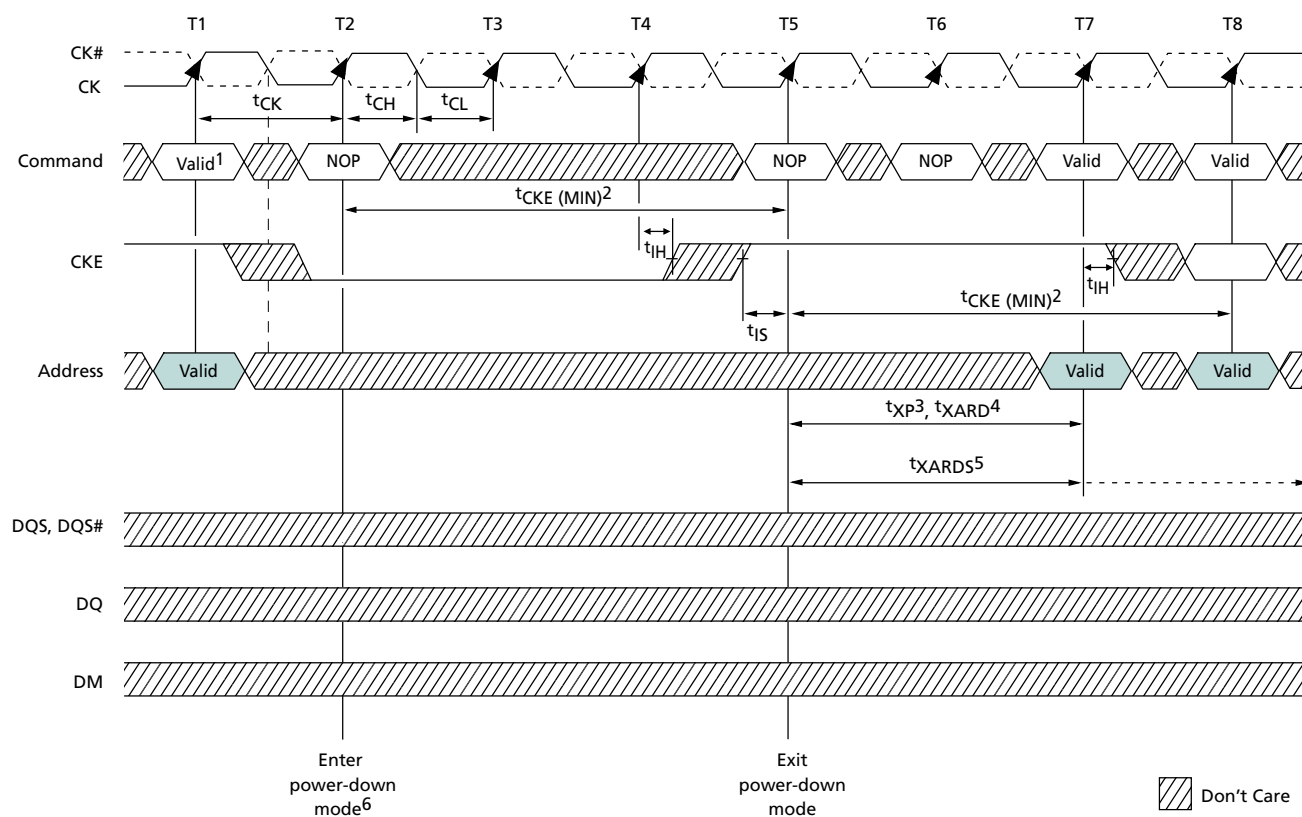 T1 T2 T3 T4 T5 T6 T7 T8
CK#
CK
tCK tCH tCL
Command Valid1 NOP NOP NOP Valid Valid
tCKE (MIN)2
tIH
CKE
tIH
tCKE (MIN)2
tIS
Address Valid Valid Valid
tXP3, tXARD4
tXARDS5
DQS, DQS#
DQ
DM
Enter
power-down
mode6
Exit
power-down
mode
Don't Care